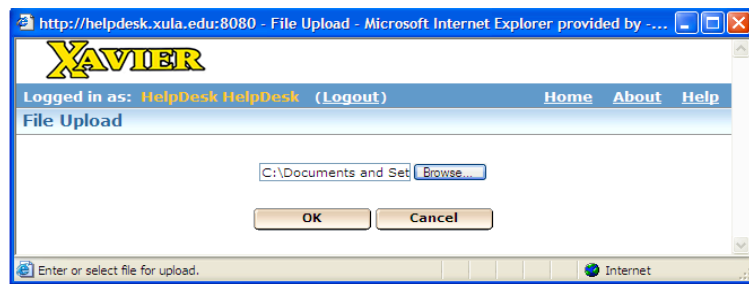 http://helpdesk.xula.edu:8080 - File Upload - Microsoft Internet Explorer provided by -...
XAVIER
Logged in as: HelpDesk HelpDesk (Logout) Home About Help
File Upload
C:\Documents and Set Browse...
OK Cancel
Enter or select file for upload. Internet